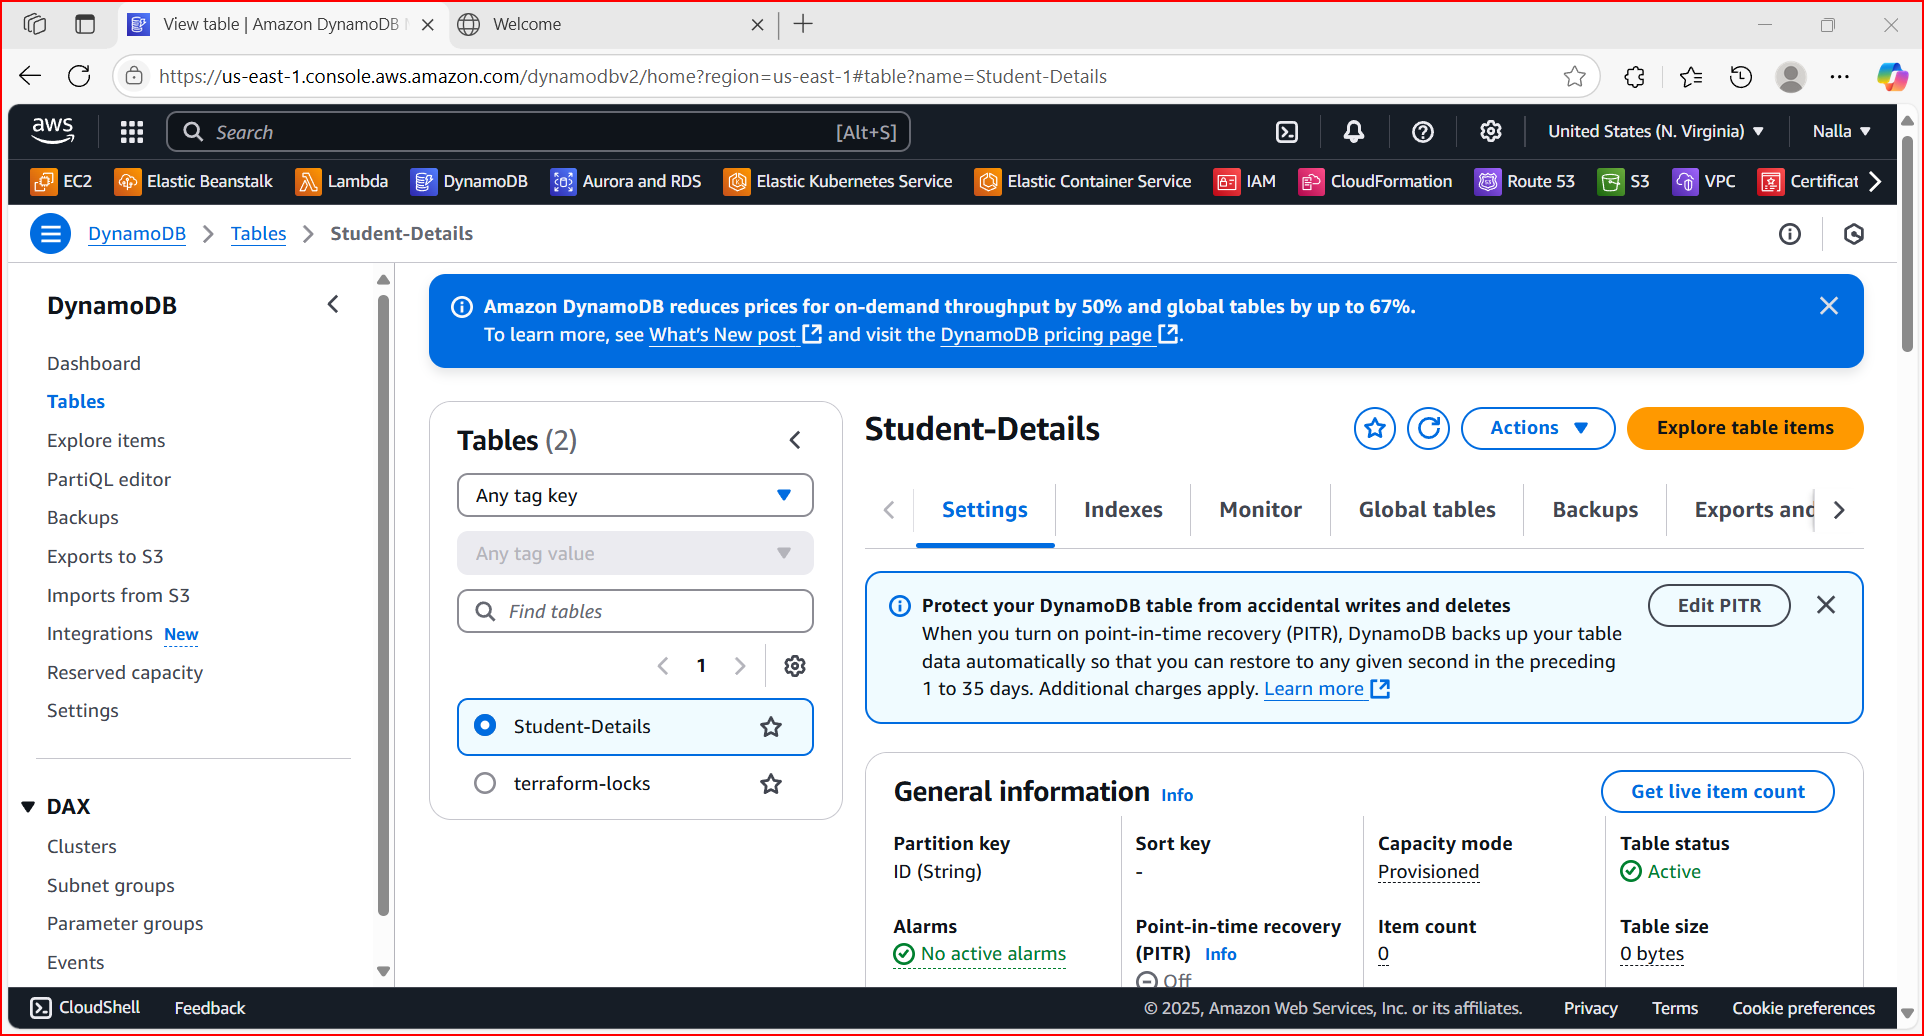 View table | Amazon DynamoDB
Welcome
https://us-east-1.console.aws.amazon.com/dynamodbv2/home?region=us-east-1#table?name=Student-Details
aws
Search
[Alt+S]
United States (N. Virginia)
Nalla
EC2
Elastic Beanstalk
Lambda
DynamoDB
Aurora and RDS
Elastic Kubernetes Service
Elastic Container Service
IAM
CloudFormation
Route 53
S3
VPC
Certificat
DynamoDB
Tables
Student-Details
DynamoDB
Dashboard
Tables
Explore items
PartiQL editor
Backups
Exports to S3
Imports from S3
Integrations New
Reserved capacity
Settings
DAX
Clusters
Subnet groups
Parameter groups
Events
Amazon DynamoDB reduces prices for on-demand throughput by 50% and global tables by up to 67%.
To learn more, see What's New post and visit the DynamoDB pricing page.
Tables (2)
Any tag key
Any tag value
Find tables
1
Student-Details
terraform-locks
Student-Details
Actions
Explore table items
Settings
Indexes
Monitor
Global tables
Backups
Exports and
Protect your DynamoDB table from accidental writes and deletes
When you turn on point-in-time recovery (PITR), DynamoDB backs up your table
data automatically so that you can restore to any given second in the preceding
1 to 35 days. Additional charges apply. Learn more
Edit PITR
General information Info
Get live item count
Partition key
ID (String)
Sort key
-
Capacity mode
Provisioned
Table status
Active
Alarms
No active alarms
Point-in-time recovery
(PITR) Info
Off
Item count
0
Table size
0 bytes
CloudShell
Feedback
© 2025, Amazon Web Services, Inc. or its affiliates.
Privacy
Terms
Cookie preferences